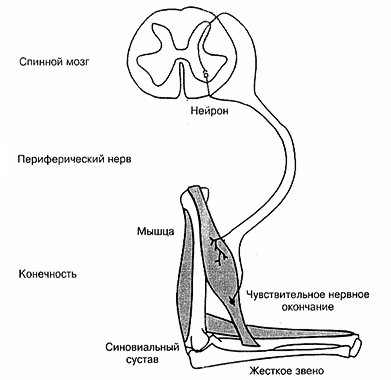 Спинной мозг
Нейрон
Периферический нерв
Мышца
Конечность
Чувствительное нервное
окончание
Синовиальный
сустав
Жесткое звено